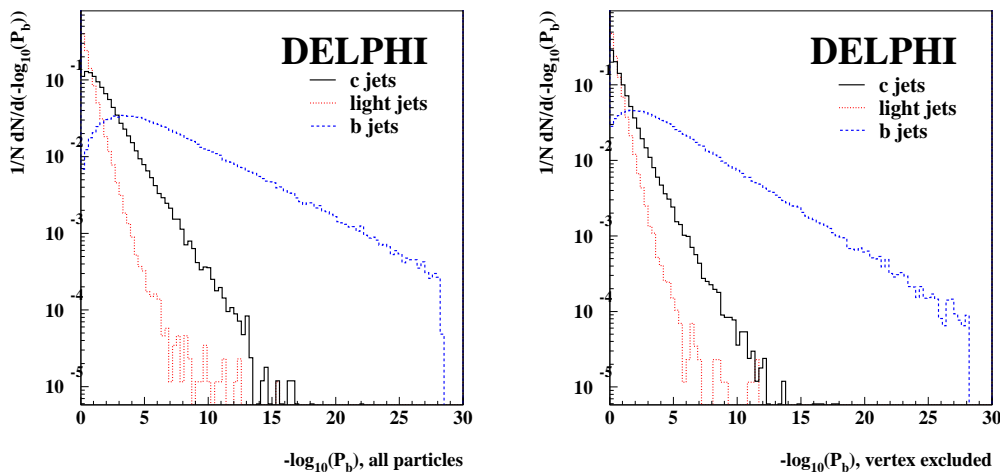 1/N dN/d(-log10(Pb))
DELPHI
c jets
light jets
b jets
10 -1
10 -2
10 -3
10 -4
10 -5
0 5 10 15 20 25 30
-log10(Pb), all particles
1/N dN/d(-log10(Pb))
DELPHI
c jets
light jets
b jets
10 -1
10 -2
10 -3
10 -4
10 -5
0 5 10 15 20 25 30
-log10(Pb), vertex excluded